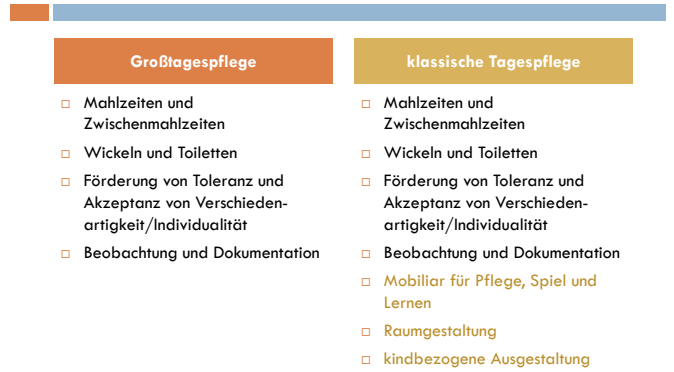 Großtagespflege
Mahlzeiten und
Zwischenmahlzeiten
Wickeln und Toiletten
Förderung von Toleranz und
Akzeptanz von Verschieden-
artigkeit/Individualität
Beobachtung und Dokumentation
klassische Tagespflege
Mahlzeiten und
Zwischenmahlzeiten
Wickeln und Toiletten
Förderung von Toleranz und
Akzeptanz von Verschieden-
artigkeit/Individualität
Beobachtung und Dokumentation
Mobiliar für Pflege, Spiel und
Lernen
Raumgestaltung
kindbezogene Ausgestaltung